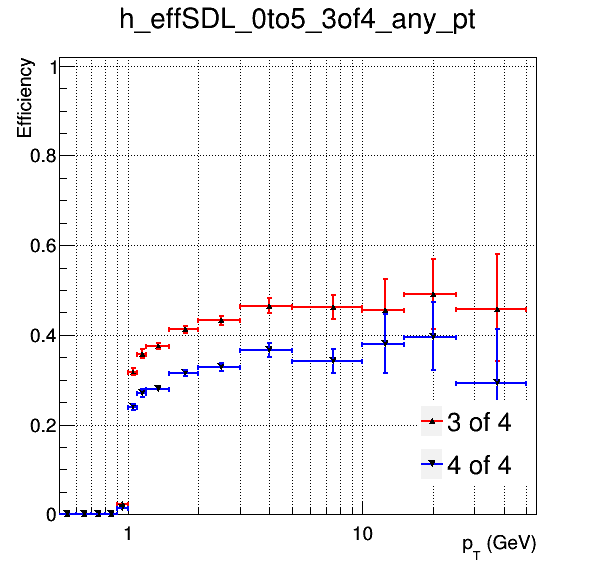 h_effSDL_0to5_3of4_any_pt
Efficiency
1
0.8
0.6
0.4
0.2
0
3 of 4
4 of 4
1
10
p_T (GeV)